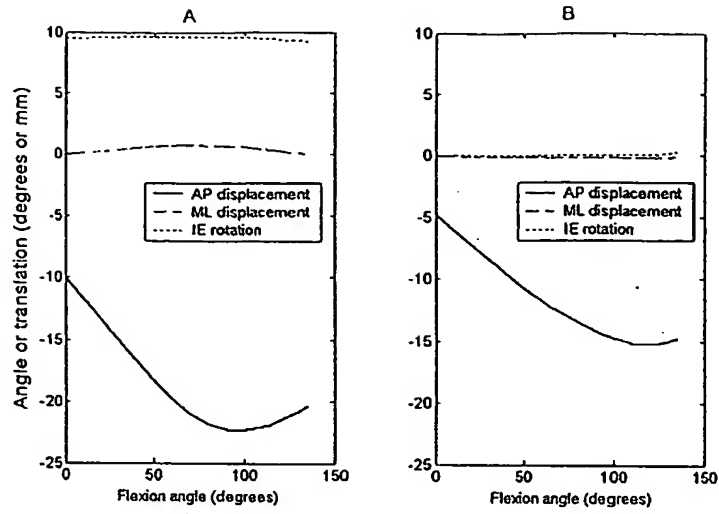 A
B
Angle or translation (degrees or mm)
10
5
0
-5
-10
-15
-20
-25
AP displacement
ML displacement
IE rotation
0
50
100
150
Flexion angle (degrees)
10
5
0
-5
-10
-15
-20
-25
AP displacement
ML displacement
IE rotation
0
50
100
150
Flexion angle (degrees)